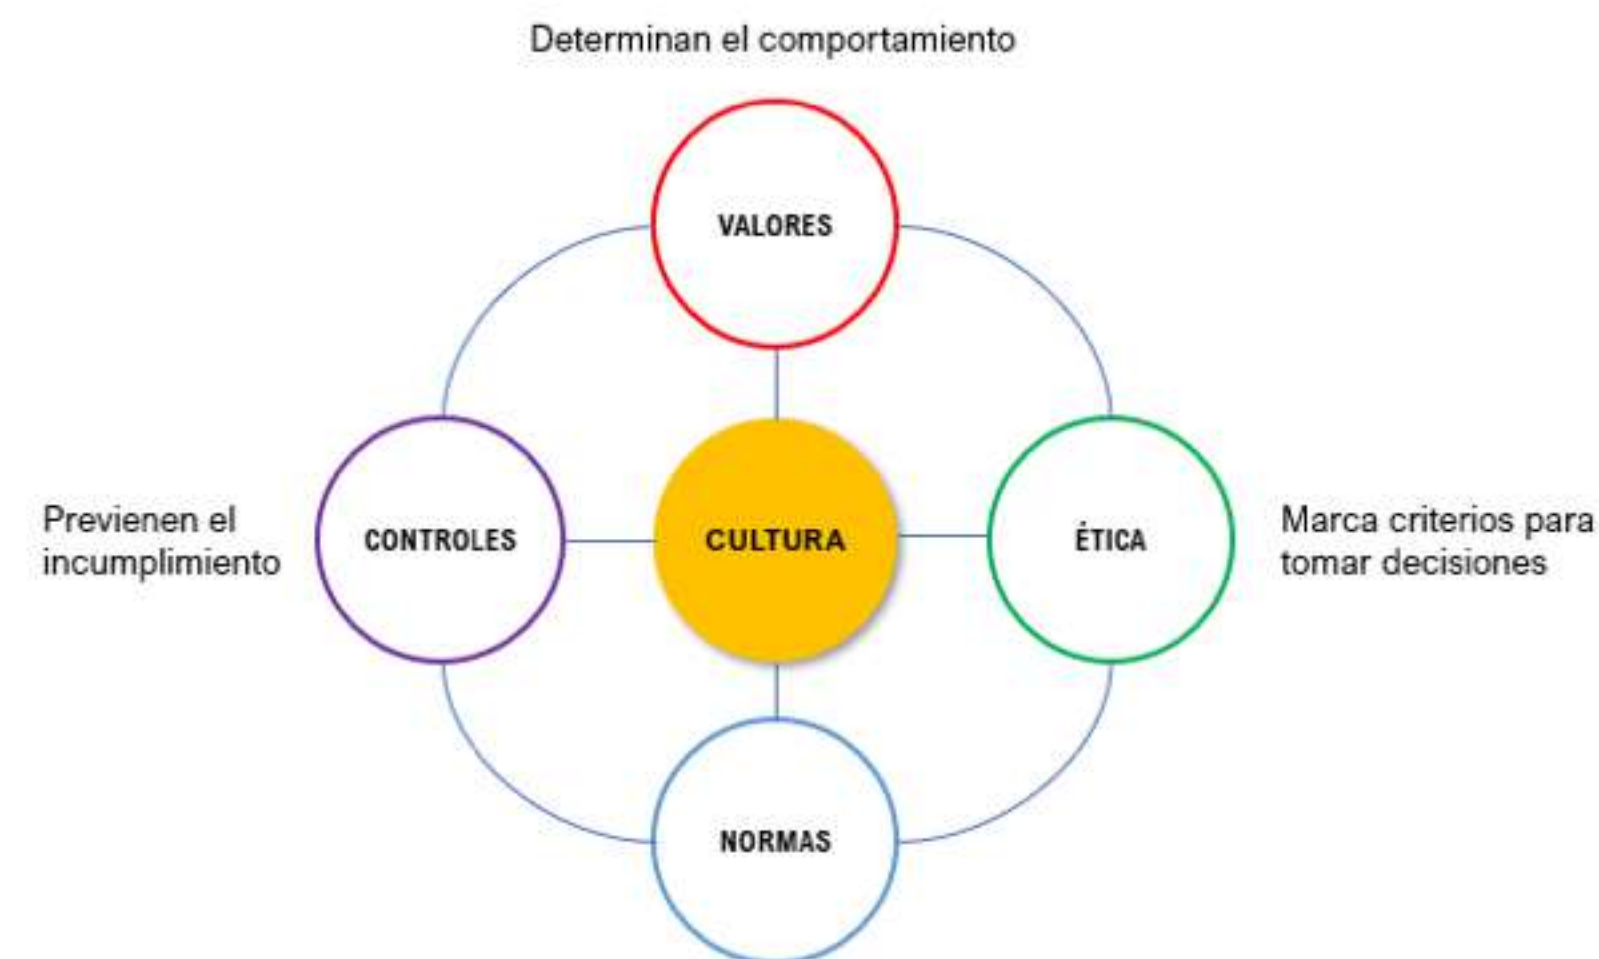 Determinan el comportamiento
VALORES
Previenen el
incumplimiento
CONTROLES
CULTURA
ÉTICA
Marca criterios para
tomar decisiones
NORMAS